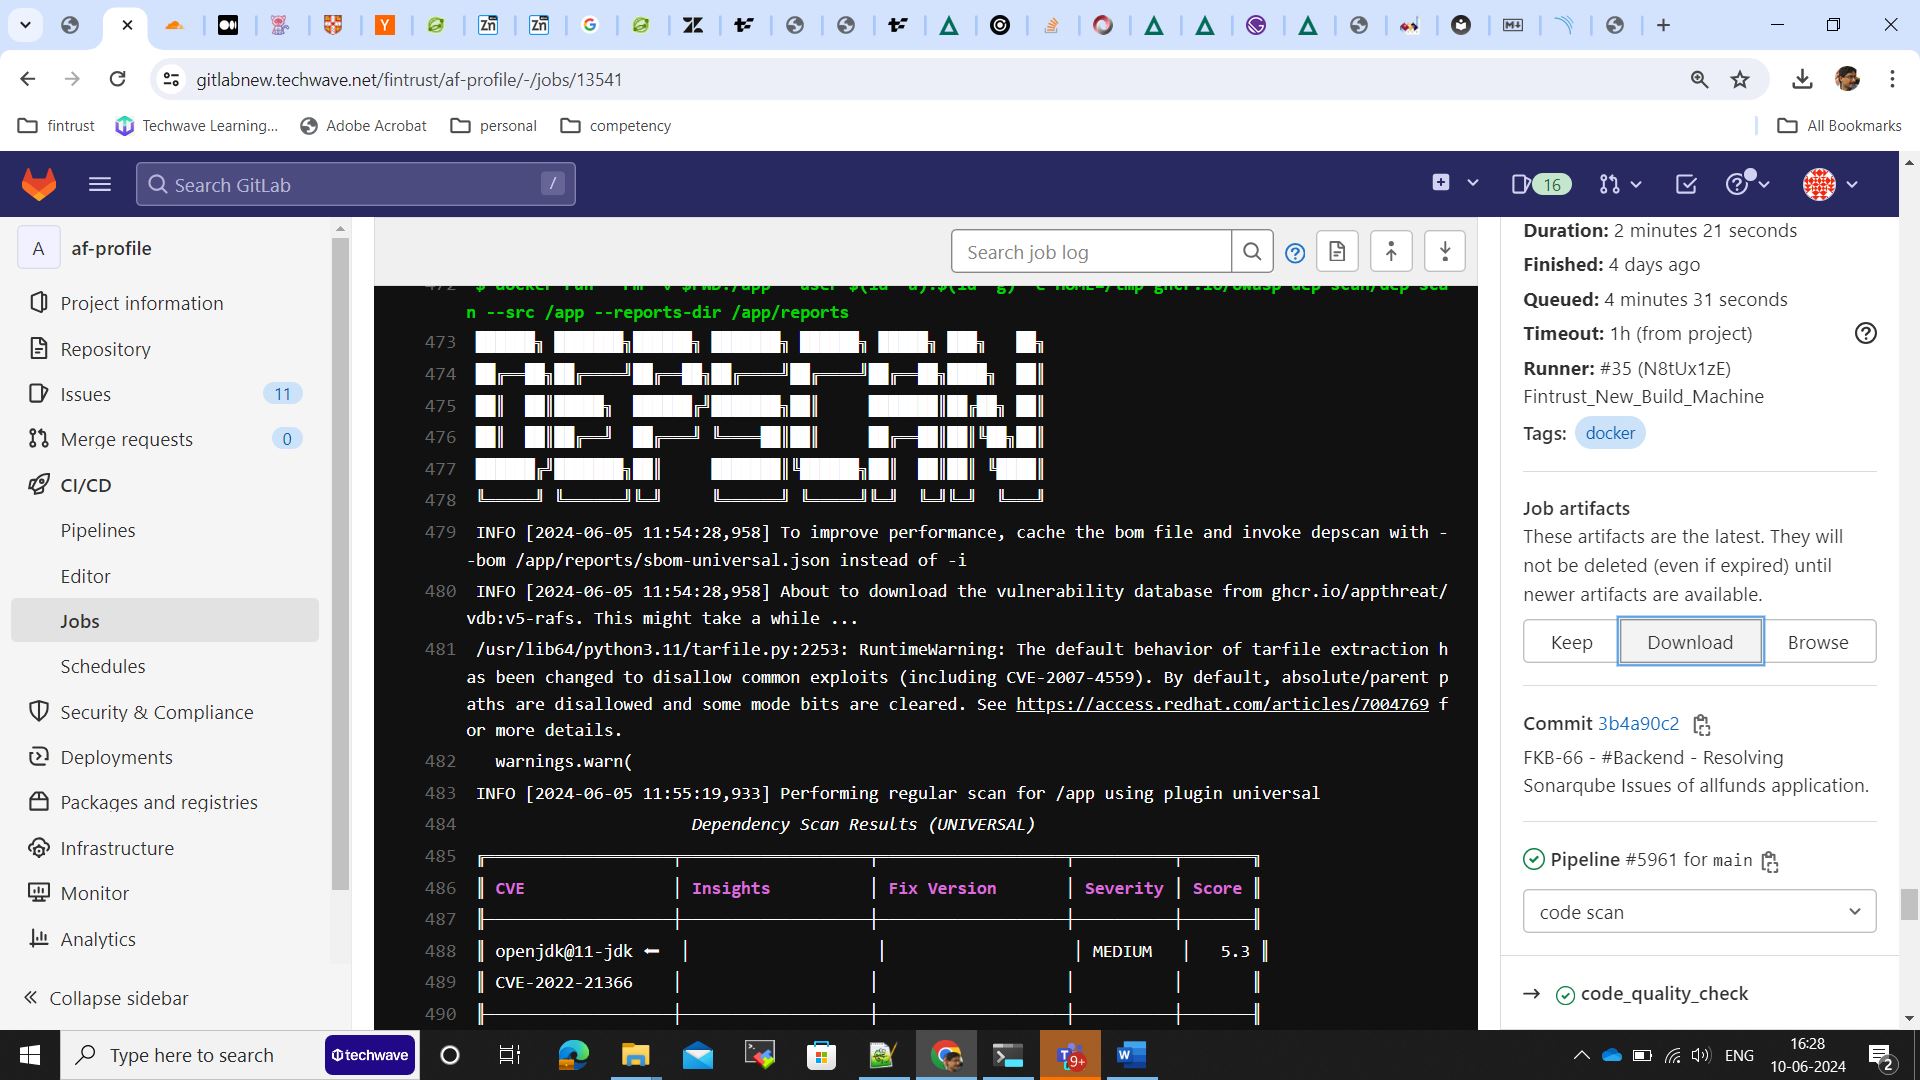 gitlabnew.techwave.net/fintrust/af-profile/-/jobs/13541
fintrust
Techwave Learning...
Adobe Acrobat
personal
competency
All Bookmarks
Search GitLab
/
16
A
af-profile
Project information
Repository
Issues
11
Merge requests
0
CI/CD
Pipelines
Editor
Jobs
Schedules
Security & Compliance
Deployments
Packages and registries
Infrastructure
Monitor
Analytics
Collapse sidebar
Search job log
n --src /app --reports-dir /app/reports
473
474
475
476
477
478
479 INFO [2024-06-05 11:54:28,958] To improve performance, cache the bom file and invoke depscan with -
-bom /app/reports/sbom-universal.json instead of -i
480 INFO [2024-06-05 11:54:28,958] About to download the vulnerability database from ghcr.io/appthreat/
vdb:v5-rafs. This might take a while ...
481 /usr/lib64/python3.11/tarfile.py:2253: RuntimeWarning: The default behavior of tarfile extraction h
as been changed to disallow common exploits (including CVE-2007-4559). By default, absolute/parent p
aths are disallowed and some mode bits are cleared. See https://access.redhat.com/articles/7004769 f
or more details.
482 warnings.warn(
483 INFO [2024-06-05 11:55:19,933] Performing regular scan for /app using plugin universal
484 Dependency Scan Results (UNIVERSAL)
485
486 CVE Insights Fix Version Severity Score
487
488 openjdk@11-jdk ⬅ MEDIUM 5.3
489 CVE-2022-21366
490
Duration: 2 minutes 21 seconds
Finished: 4 days ago
Queued: 4 minutes 31 seconds
Timeout: 1h (from project)
Runner: #35 (N8tUx1zE)
Fintrust_New_Build_Machine
Tags: docker
Job artifacts
These artifacts are the latest. They will
not be deleted (even if expired) until
newer artifacts are available.
Keep
Download
Browse
Commit 3b4a90c2
FKB-66 - #Backend - Resolving
Sonarqube Issues of allfunds application.
Pipeline #5961 for main
code scan
→ code_quality_check
Type here to search
techwave
9+
ENG
16:28
10-06-2024
2